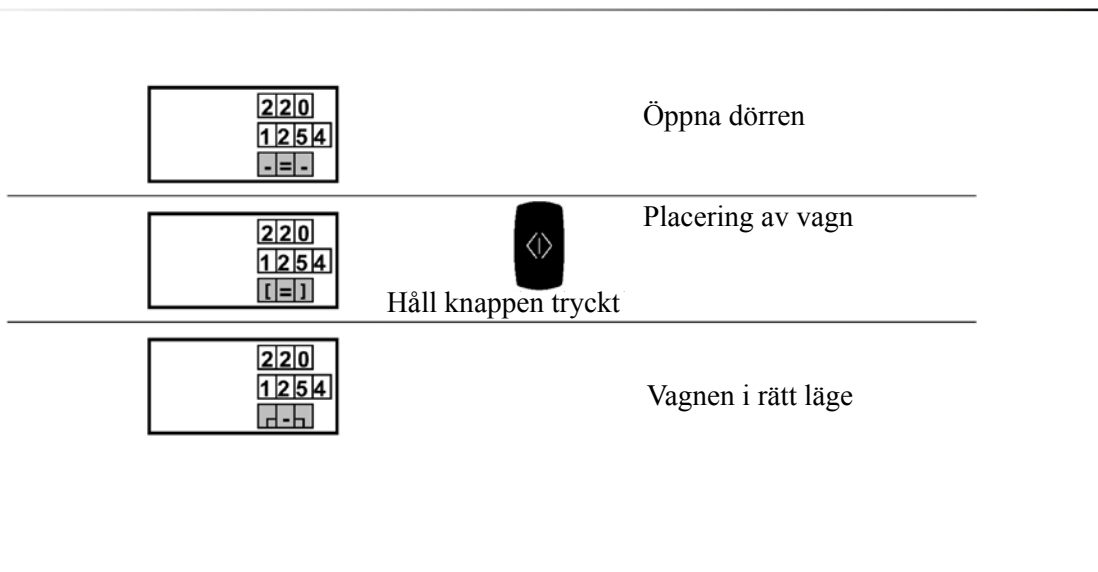 220
1254
-=-
Öppna dörren
220
1254
[=]
Placering av vagn
Håll knappen tryckt
220
1254
Vagnen i rätt läge